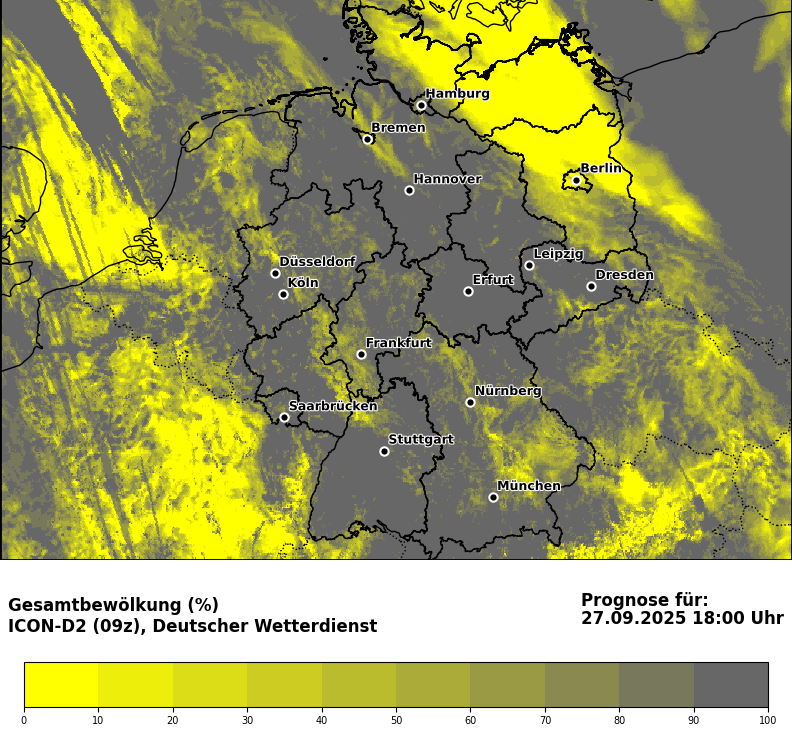 Hamburg
Bremen
Berlin
Hannover
Leipzig
Düsseldorf
Dresden
Köln
Erfurt
Frankfurt
Nürnberg
Saarbrücken
Stuttgart
München
Gesamtbewölkung (%)
ICON-D2 (09z), Deutscher Wetterdienst
Prognose für:
27.09.2025 18:00 Uhr
0 10 20 30 40 50 60 70 80 90 100